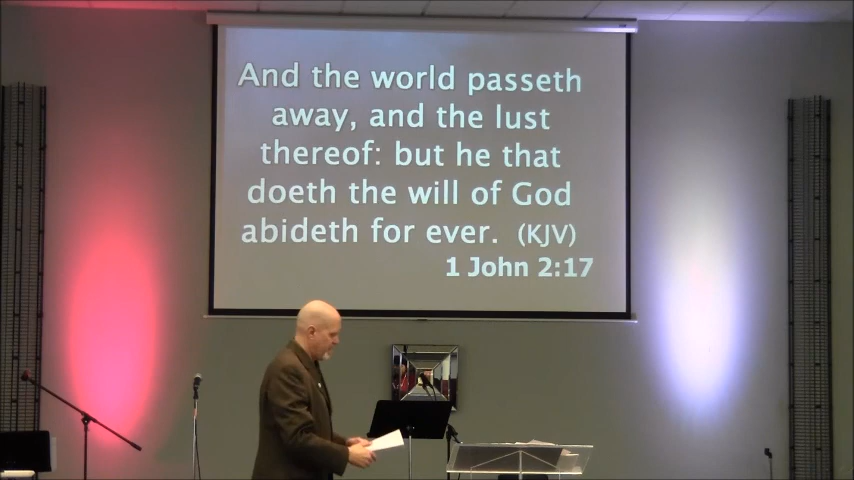 And the world passeth
away, and the lust
thereof: but he that
doeth the will of God
abideth for ever. (KJV)
1 John 2:17